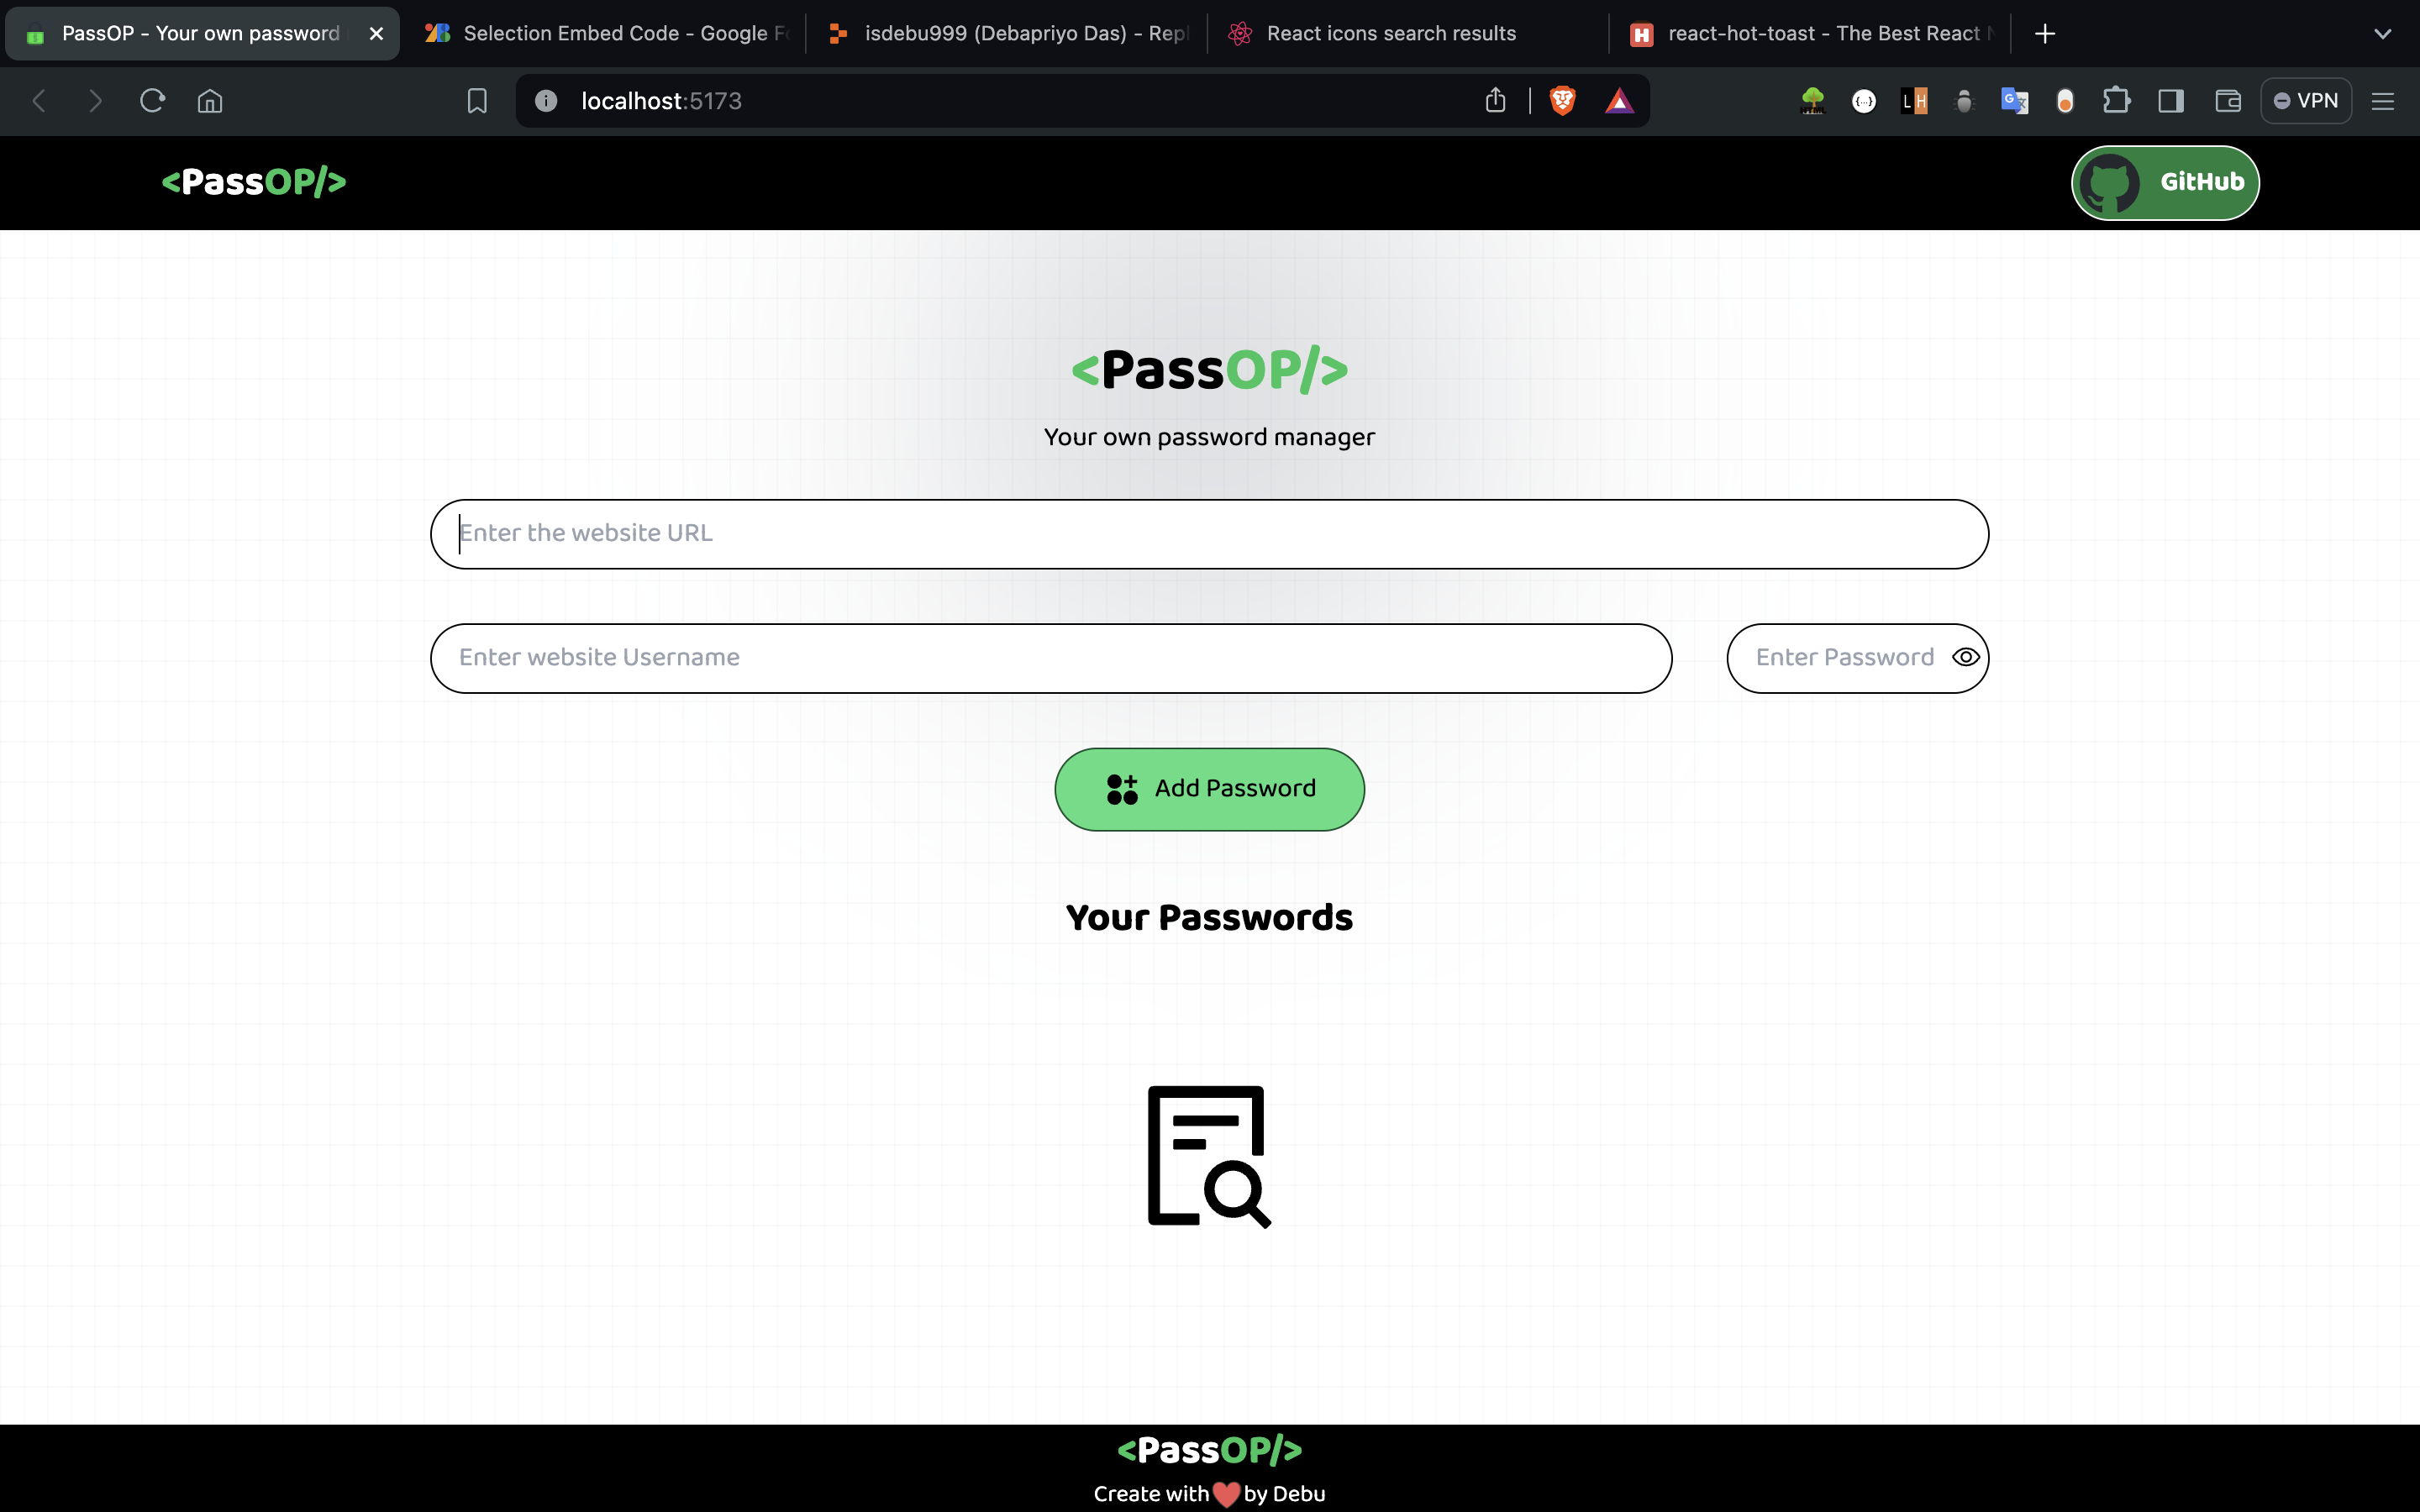 PassOP - Your own password
Selection Embed Code - Google Fo
isdebu999 (Debapriyo Das) - Repl
React icons search results
react-hot-toast - The Best React N
localhost:5173
VPN
<PassOP/>
GitHub
<PassOP/>
Your own password manager
Enter the website URL
Enter website Username
Enter Password
Add Password
Your Passwords
<PassOP/>
Create with❤️by Debu